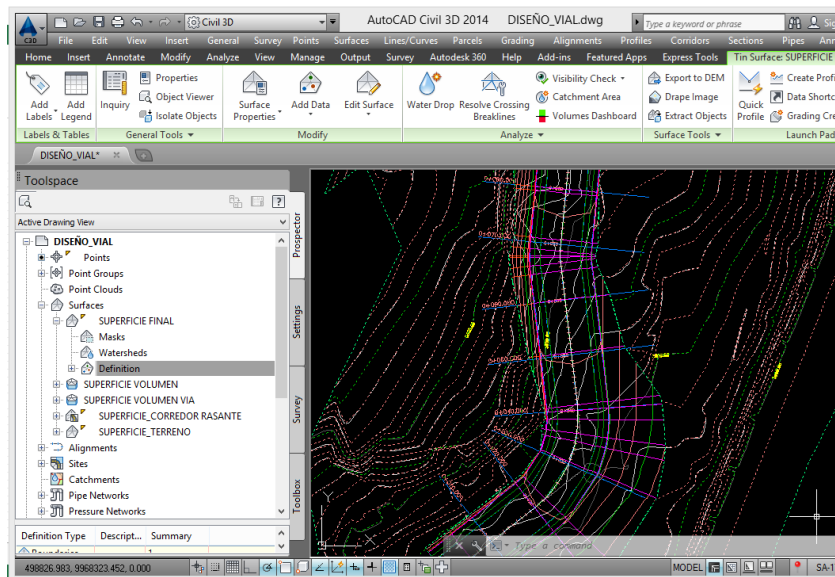 Civil 3D
AutoCAD Civil 3D 2014 DISEÑO_VIAL.dwg
Type a keyword or phrase
C3D
File Edit View Insert General Survey Points Surfaces Lines/Curves Parcels Grading Alignments Profiles Corridors Sections Pipes
Home Insert Annotate Modify Analyze View Manage Output Survey Autodesk 360 Help Add-ins Featured Apps Express Tools Tin Surface: SUPERFICIE
Add Labels
Add Legend
Inquiry
Properties
Object Viewer
Isolate Objects
Surface Properties
Add Data
Edit Surface
Water Drop
Resolve Crossing Breaklines
Visibility Check
Catchment Area
Volumes Dashboard
Export to DEM
Drape Image
Extract Objects
Quick Profile
Create Profi
Data Shortc
Grading Cre
Labels & Tables General Tools Modify Analyze Surface Tools Launch Pad
DISEÑO_VIAL*
Toolspace
Active Drawing View
DISEÑO_VIAL
Points
Point Groups
Point Clouds
Surfaces
SUPERFICIE FINAL
Masks
Watersheds
Definition
SUPERFICIE VOLUMEN
SUPERFICIE VOLUMEN VIA
SUPERFICIE_CORREDOR RASANTE
SUPERFICIE_TERRENO
Alignments
Sites
Catchments
Pipe Networks
Pressure Networks
Prospector
Settings
Survey
Toolbox
Definition Type Descript... Summary
Boundaries 1
Y
X
Type a command
498826.983, 9968323.452, 0.000
MODEL
SA-1